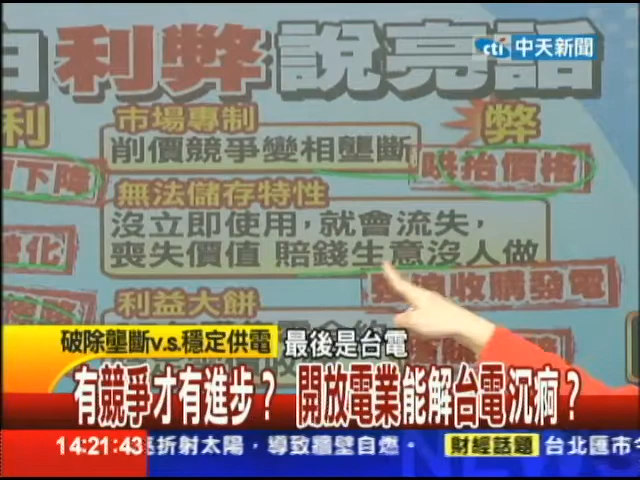 cti 中天新聞
利弊說亮話
利
弊
市場專制
削價競爭變相壟斷
哄抬價格
下降
無法儲存特性
沒立即使用，就會流失，
喪失價值 賠錢生意沒人做
化
收購發電
利益大餅
破除壟斷v.s.穩定供電 最後是台電
有競爭才有進步？ 開放電業能解台電沉痾？
14:21:43 折射太陽，導致牆壁自燃。 財經話題 台北匯市今